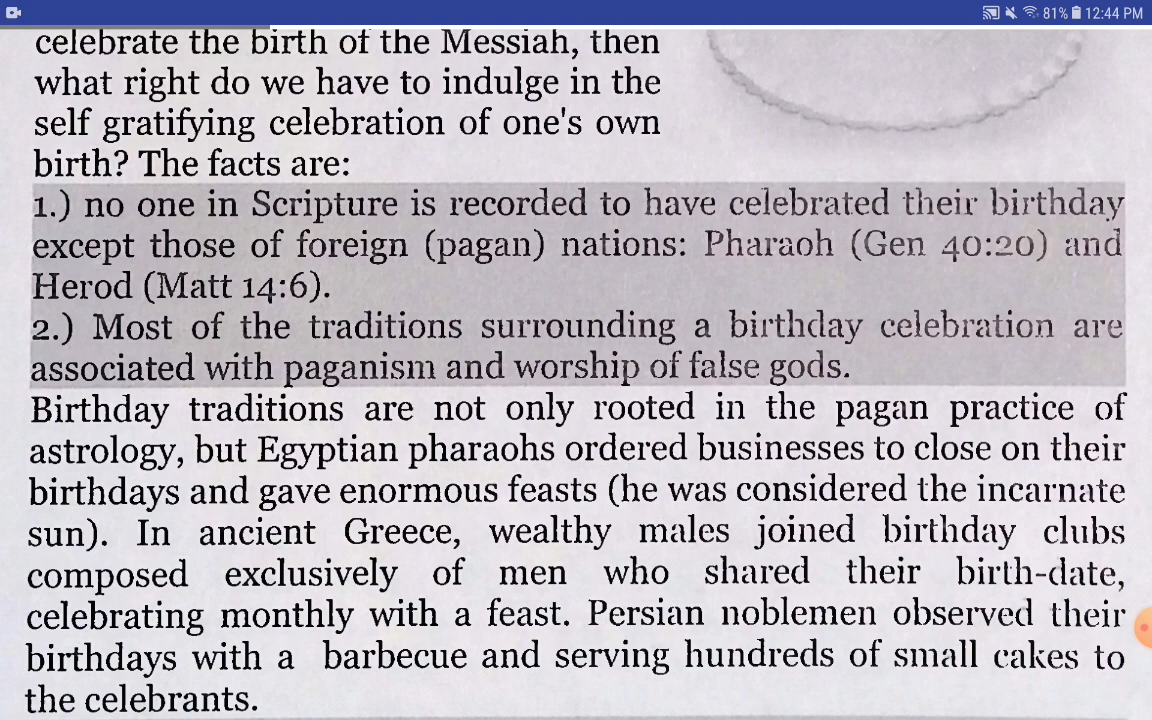 81% 12:44 PM
celebrate the birth of the Messiah, then
what right do we have to indulge in the
self gratifying celebration of one's own
birth? The facts are:
1.) no one in Scripture is recorded to have celebrated their birthday
except those of foreign (pagan) nations: Pharaoh (Gen 40:20) and
Herod (Matt 14:6).
2.) Most of the traditions surrounding a birthday celebration are
associated with paganism and worship of false gods.
Birthday traditions are not only rooted in the pagan practice of
astrology, but Egyptian pharaohs ordered businesses to close on their
birthdays and gave enormous feasts (he was considered the incarnate
sun). In ancient Greece, wealthy males joined birthday clubs
composed exclusively of men who shared their birth-date,
celebrating monthly with a feast. Persian noblemen observed their
birthdays with a barbecue and serving hundreds of small cakes to
the celebrants.